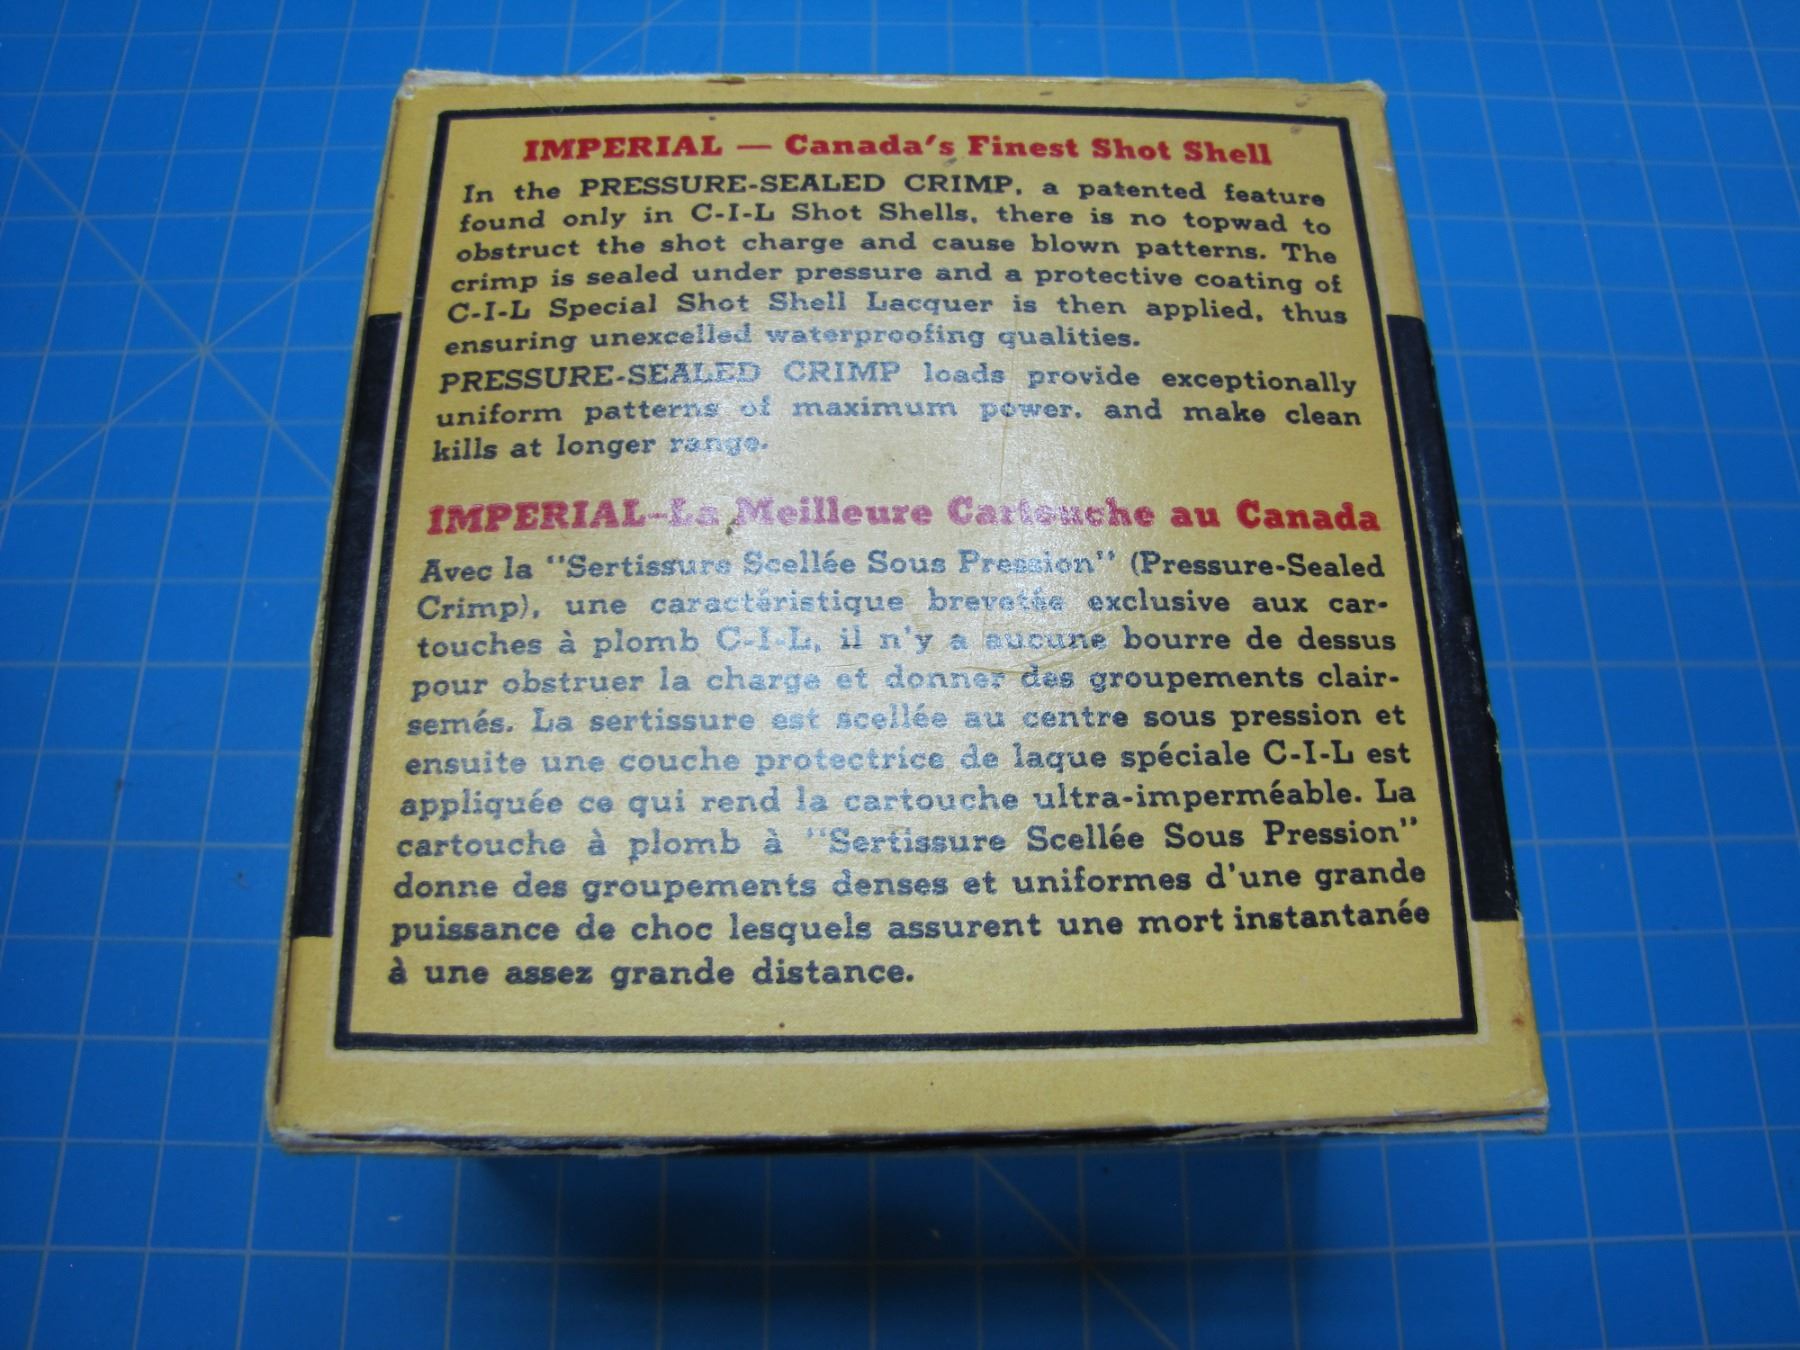 IMPERIAL — Canada's Finest Shot Shell
In the PRESSURE-SEALED CRIMP, a patented feature
found only in C-I-L Shot Shells, there is no topwad to
obstruct the shot charge and cause blown patterns. The
crimp is sealed under pressure and a protective coating of
C-I-L Special Shot Shell Lacquer is then applied, thus
ensuring unexcelled waterproofing qualities.
PRESSURE-SEALED CRIMP loads provide exceptionally
uniform patterns of maximum power, and make clean
kills at longer range.
IMPERIAL–La Meilleure Cartouche au Canada
Avec la "Sertissure Scellée Sous Pression" (Pressure-Sealed
Crimp), une caractéristique brevetée exclusive aux car-
touches à plomb C-I-L, il n'y a aucune bourre de dessus
pour obstruer la charge et donner des groupements clair-
semés. La sertissure est scellée au centre sous pression et
ensuite une couche protectrice de laque spéciale C-I-L est
appliquée ce qui rend la cartouche ultra-imperméable. La
cartouche à plomb à "Sertissure Scellée Sous Pression"
donne des groupements denses et uniformes d'une grande
puissance de choc lesquels assurent une mort instantanée
à une assez grande distance.